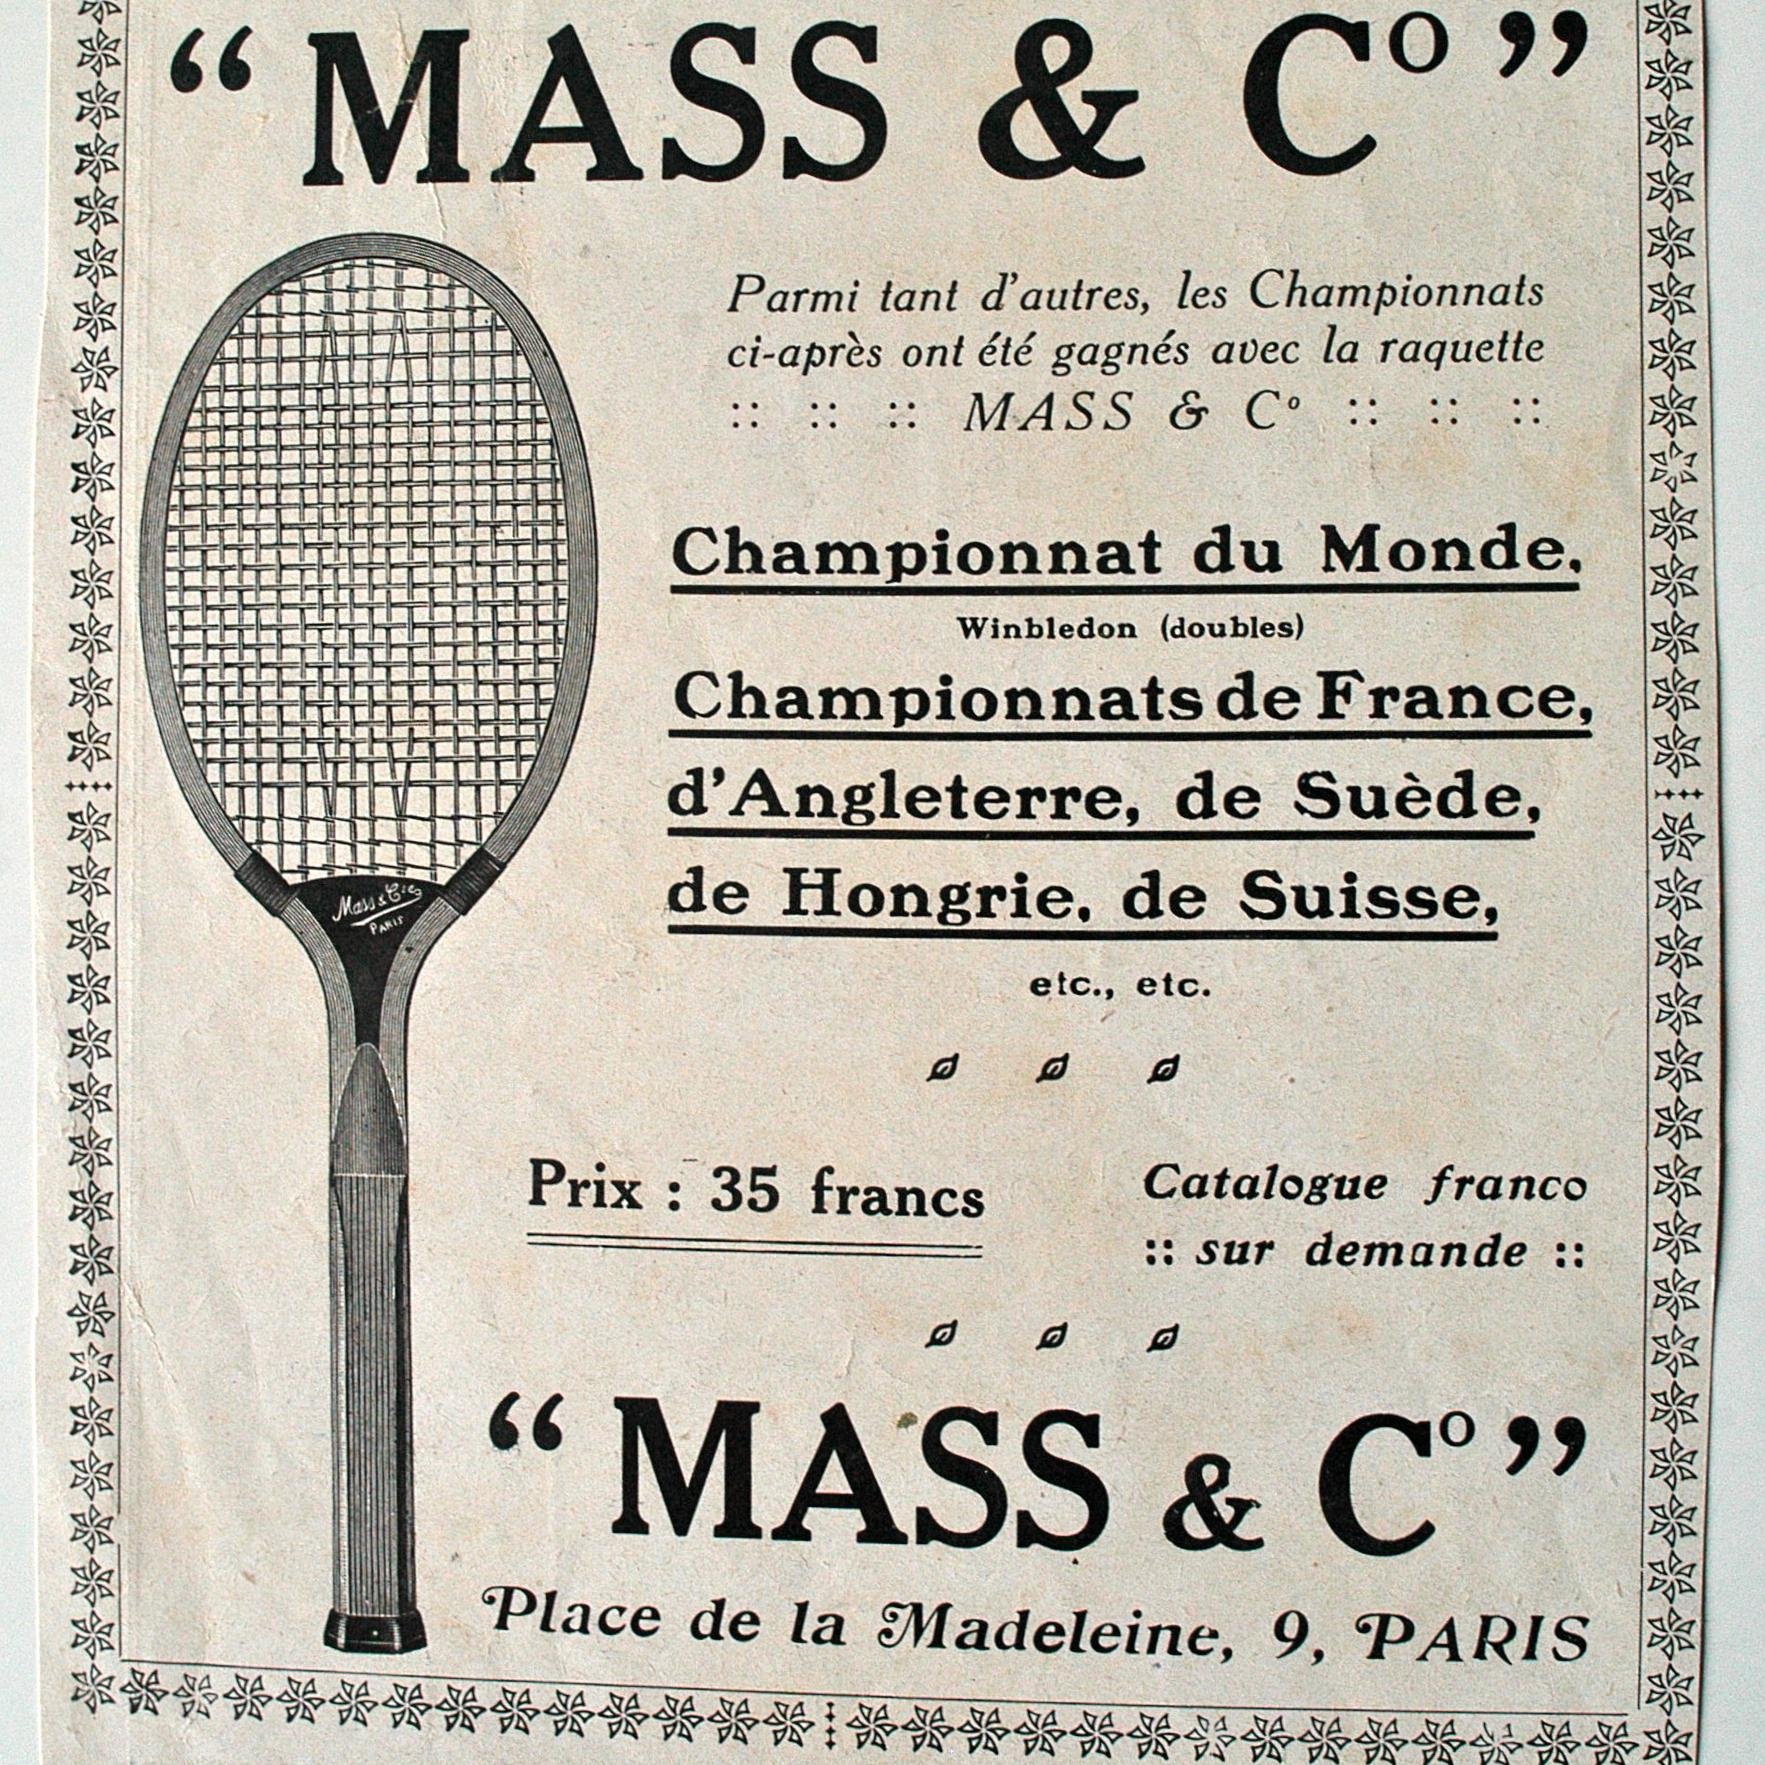 “ MASS & Cº ”
Parmi tant d'autres, les Championnats
ci-après ont été gagnés avec la raquette
:: :: :: MASS & Cº :: :: ::
Championnat du Monde,
Winbledon (doubles)
Championnats de France,
d'Angleterre, de Suède,
de Hongrie, de Suisse,
etc., etc.
Mass & Cie
PARIS
Prix : 35 francs
Catalogue franco
:: sur demande ::
“ MASS & Cº ”
Place de la Madeleine, 9, PARIS